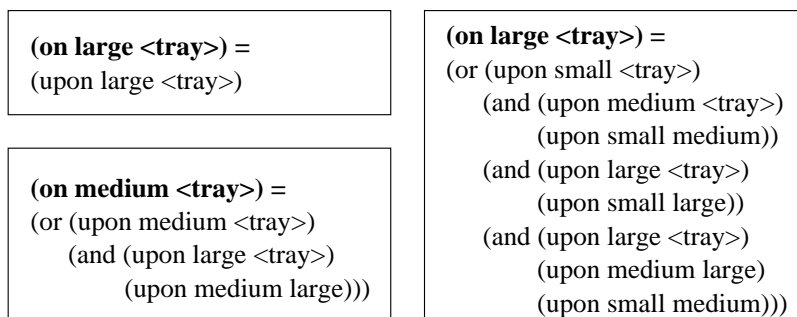 (on large <tray>) =
(upon large <tray>)
(on medium <tray>) =
(or (upon medium <tray>)
(and (upon large <tray>)
(upon medium large)))
(on large <tray>) =
(or (upon small <tray>)
(and (upon medium <tray>)
(upon small medium))
(and (upon large <tray>)
(upon small large))
(and (upon large <tray>)
(upon medium large)
(upon small medium)))